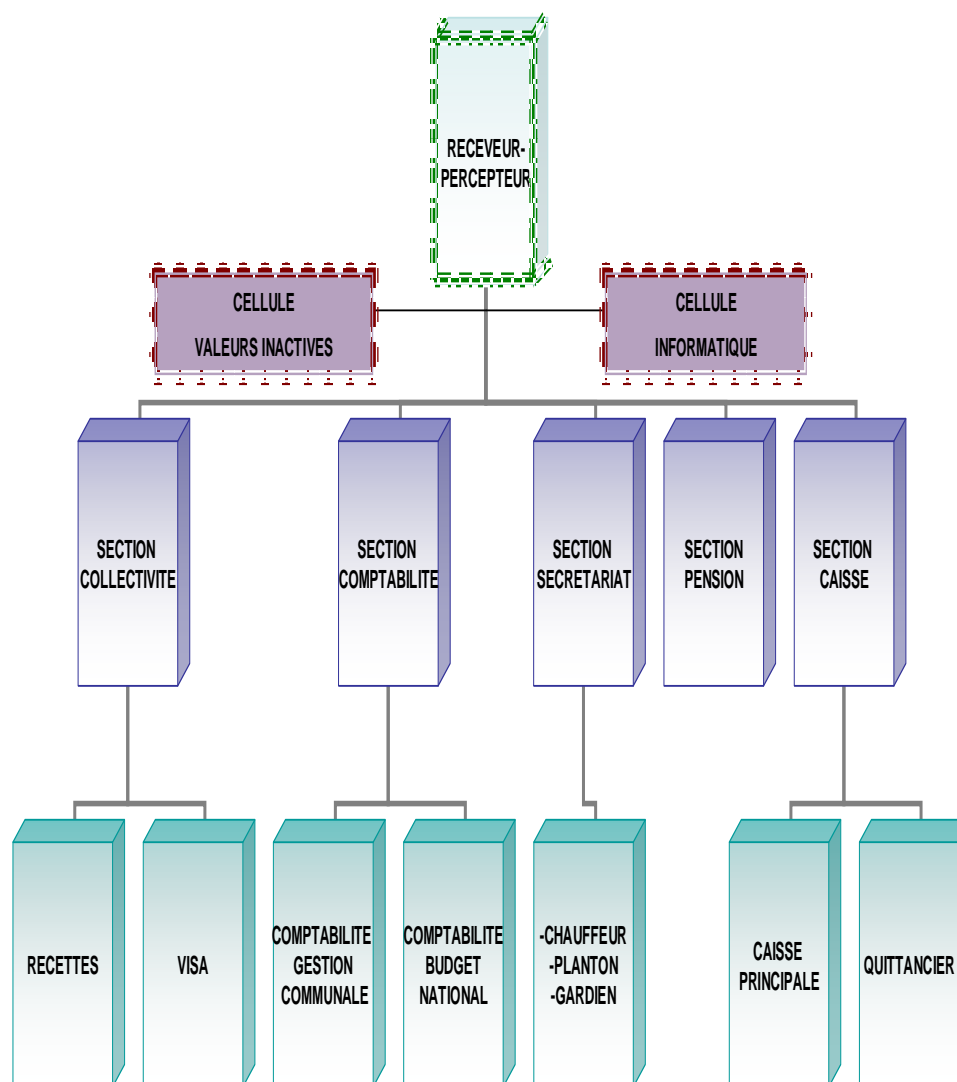 RECEVEUR-
PERCEPTEUR
CELLULE
VALEURS INACTIVES
CELLULE
INFORMATIQUE
SECTION
COLLECTIVITE
SECTION
COMPTABILITE
SECTION
SECRETARIAT
SECTION
PENSION
SECTION
CAISSE
RECETTES
VISA
COMPTABILITE
GESTION
COMMUNALE
COMPTABILITE
BUDGET
NATIONAL
-CHAUFFEUR
-PLANTON
-GARDIEN
CAISSE
PRINCIPALE
QUITTANCIER